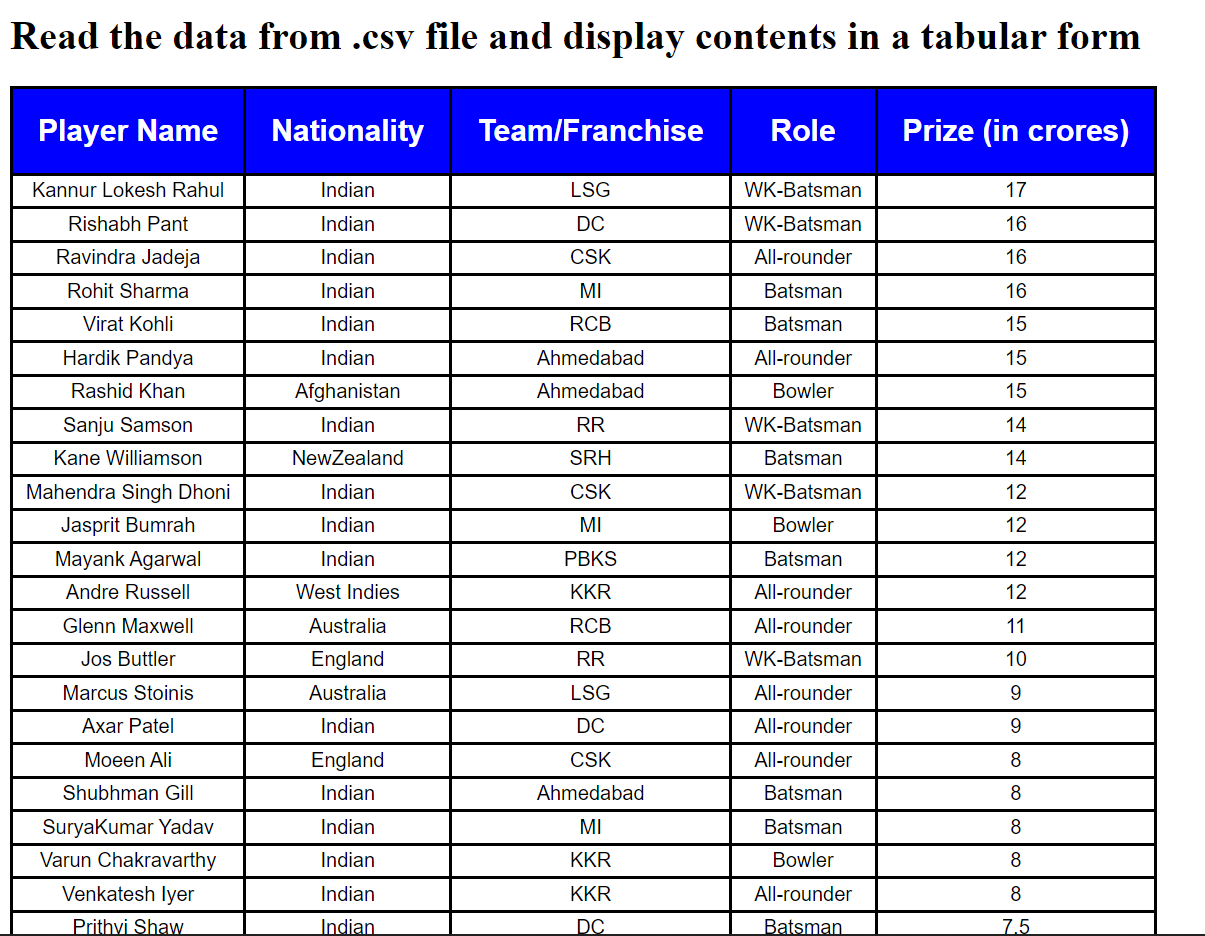 Read the data from .csv file and display contents in a tabular form
Player Name Nationality Team/Franchise Role Prize (in crores)
Kannur Lokesh Rahul Indian LSG WK-Batsman 17
Rishabh Pant Indian DC WK-Batsman 16
Ravindra Jadeja Indian CSK All-rounder 16
Rohit Sharma Indian MI Batsman 16
Virat Kohli Indian RCB Batsman 15
Hardik Pandya Indian Ahmedabad All-rounder 15
Rashid Khan Afghanistan Ahmedabad Bowler 15
Sanju Samson Indian RR WK-Batsman 14
Kane Williamson NewZealand SRH Batsman 14
Mahendra Singh Dhoni Indian CSK WK-Batsman 12
Jasprit Bumrah Indian MI Bowler 12
Mayank Agarwal Indian PBKS Batsman 12
Andre Russell West Indies KKR All-rounder 12
Glenn Maxwell Australia RCB All-rounder 11
Jos Buttler England RR WK-Batsman 10
Marcus Stoinis Australia LSG All-rounder 9
Axar Patel Indian DC All-rounder 9
Moeen Ali England CSK All-rounder 8
Shubhman Gill Indian Ahmedabad Batsman 8
SuryaKumar Yadav Indian MI Batsman 8
Varun Chakravarthy Indian KKR Bowler 8
Venkatesh Iyer Indian KKR All-rounder 8
Prithvi Shaw Indian DC Batsman 7.5